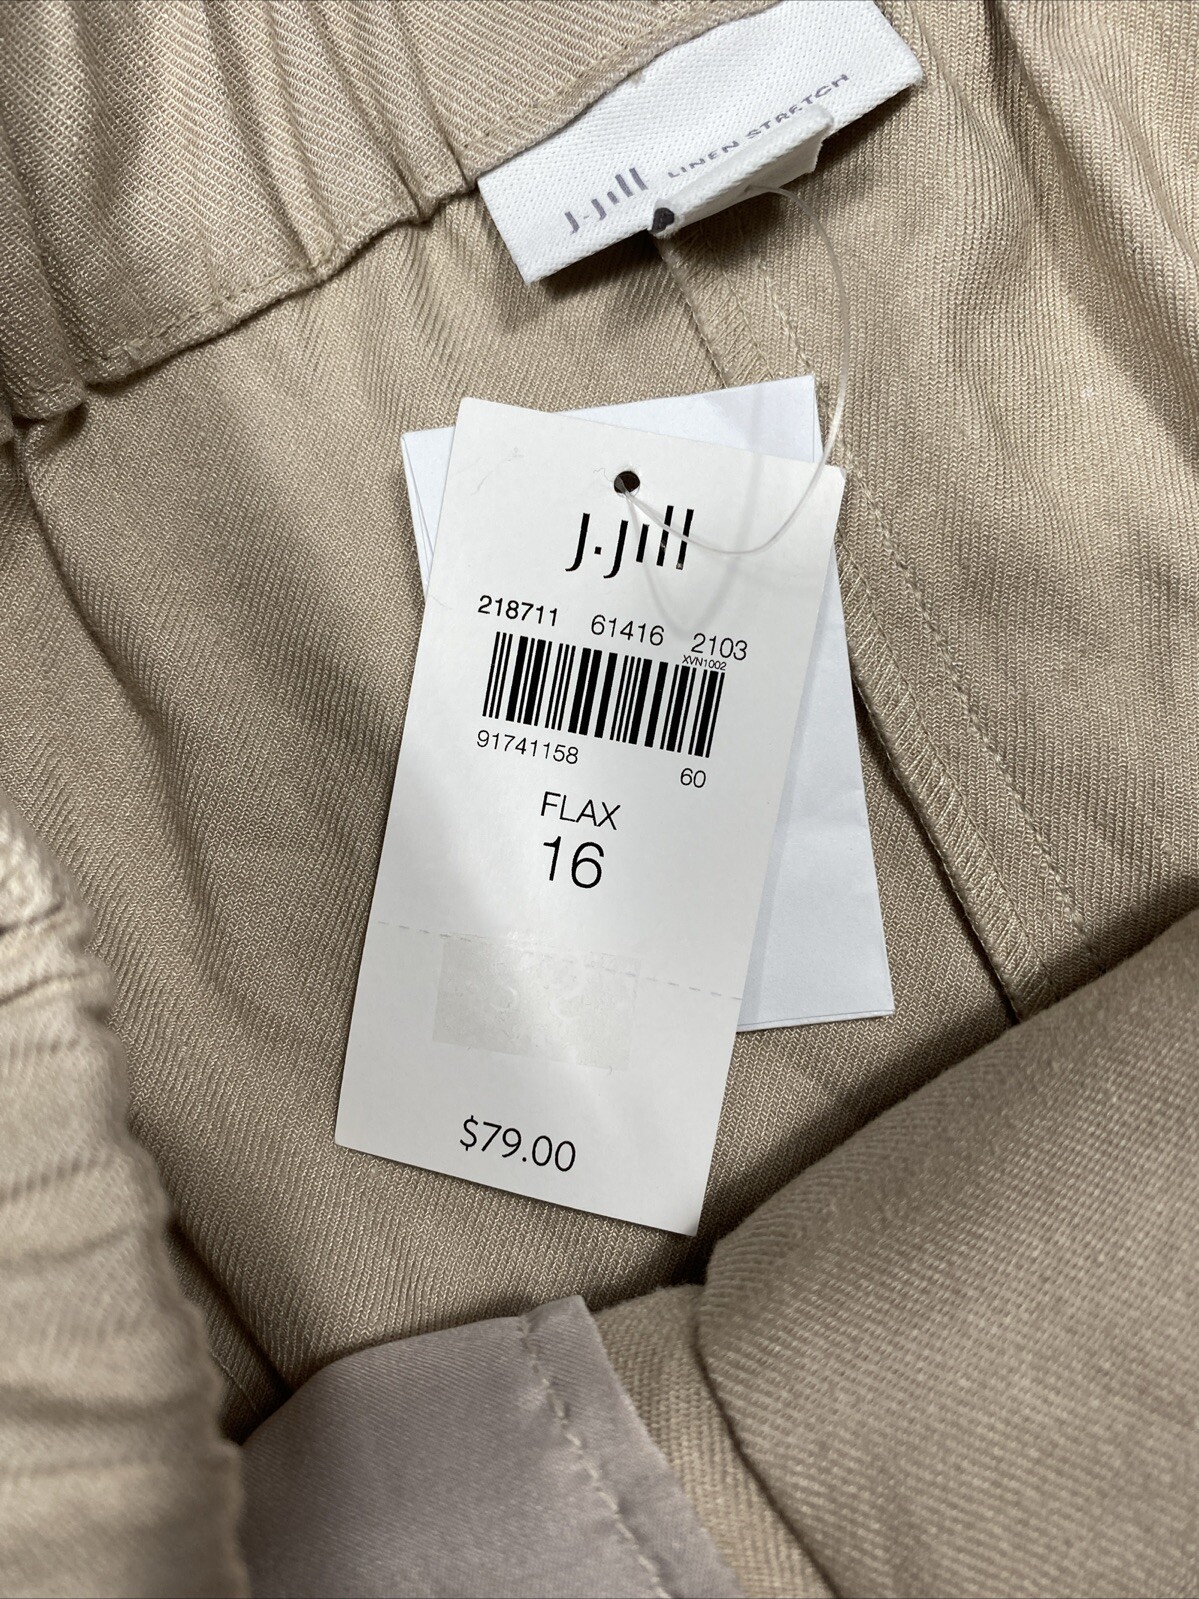 J.Jill LINEN STRETCH
J.Jill
218711 61416 2103
XVN1002
91741158 60
FLAX
16
$79.00